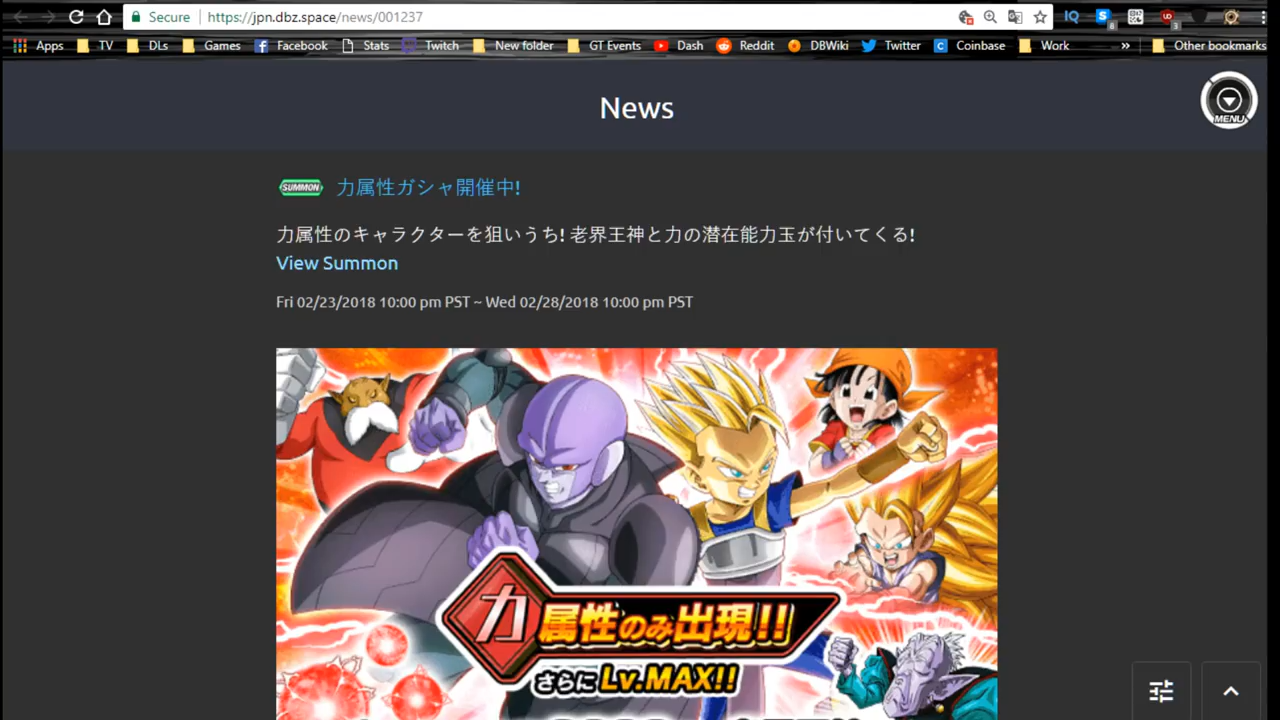 Secure https://jpn.dbz.space/news/001237
Apps TV DLs Games Facebook Stats Twitch New folder GT Events Dash Reddit DBWiki Twitter Coinbase Work » Other bookmarks
News
MENU
SUMMON 力属性ガシャ開催中!
力属性のキャラクターを狙いうち! 老界王神と力の潜在能力玉が付いてくる!
View Summon
Fri 02/23/2018 10:00 pm PST ~ Wed 02/28/2018 10:00 pm PST
力属性のみ出現!!
さらにLv.MAX!!